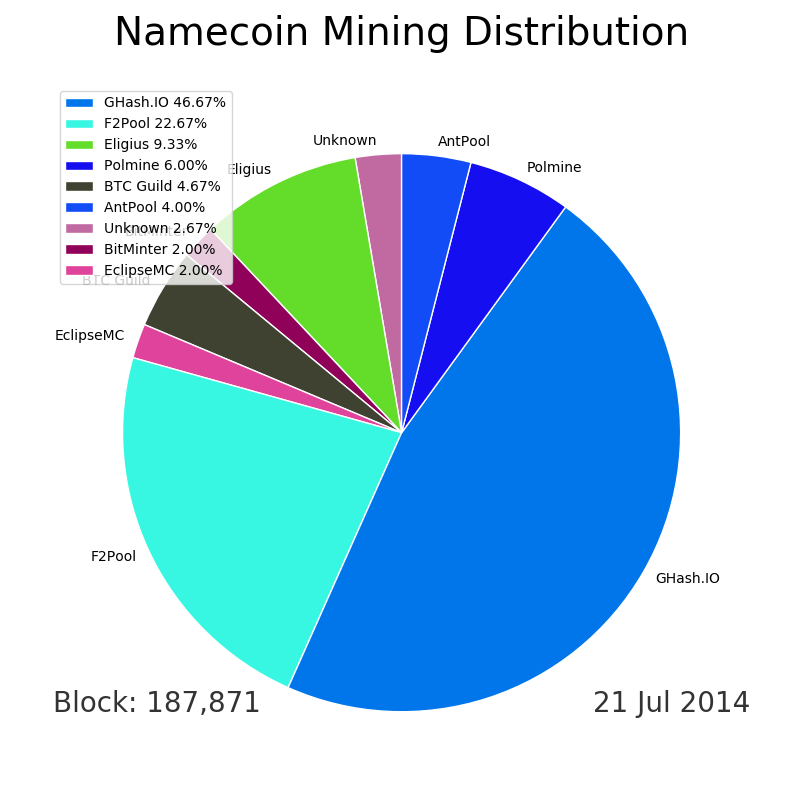 Namecoin Mining Distribution
GHash.IO 46.67%
F2Pool 22.67%
Eligius 9.33%
Polmine 6.00%
BTC Guild 4.67%
AntPool 4.00%
Unknown 2.67%
BitMinter 2.00%
EclipseMC 2.00%
Unknown
AntPool
Polmine
Eligius
BitMinter
BTC Guild
EclipseMC
F2Pool
GHash.IO
Block: 187,871
21 Jul 2014